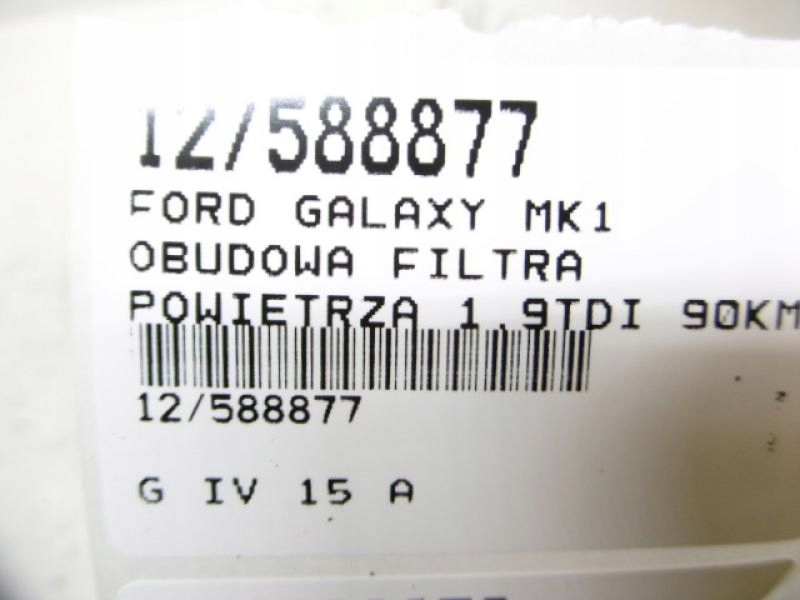 12/588877
FORD GALAXY MK1
OBUDOWA FILTRA
POWIETRZA 1.9TDI 90KM
12/588877
G IV 15 A